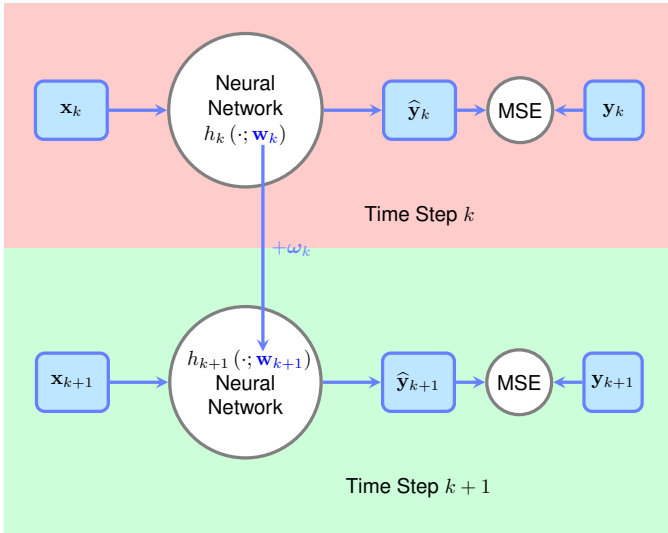 Neural
Network
h_k (·; w_k)
x_k
ŷ_k
MSE
y_k
Time Step k
+ω_k
h_{k+1} (·; w_{k+1})
Neural
Network
x_{k+1}
ŷ_{k+1}
MSE
y_{k+1}
Time Step k + 1